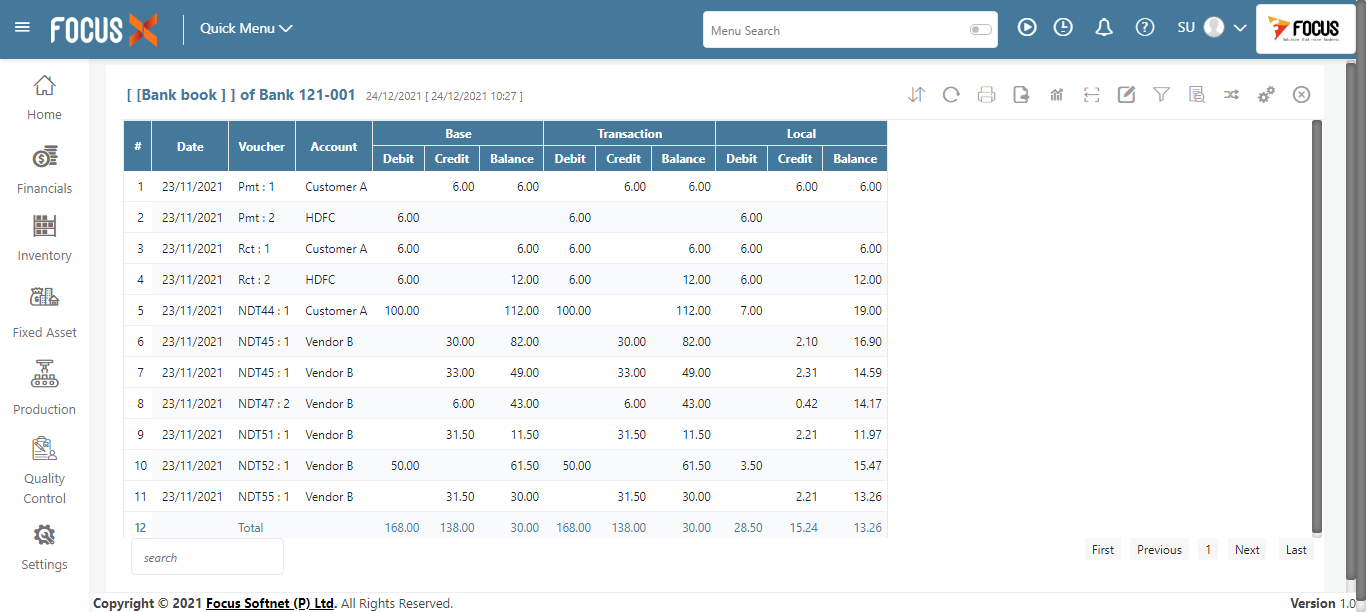 FOCUS X Quick Menu Menu Search SU FOCUS
Home
Financials
Inventory
Fixed Asset
Production
Quality
Control
Settings
[ [Bank book ] ] of Bank 121-001 24/12/2021 [ 24/12/2021 10:27 ]
# Date Voucher Account Base Transaction Local
Debit Credit Balance Debit Credit Balance Debit Credit Balance
1 23/11/2021 Pmt : 1 Customer A 6.00 6.00 6.00 6.00 6.00 6.00
2 23/11/2021 Pmt : 2 HDFC 6.00 6.00 6.00
3 23/11/2021 Rct : 1 Customer A 6.00 6.00 6.00 6.00 6.00 6.00
4 23/11/2021 Rct : 2 HDFC 6.00 12.00 6.00 12.00 6.00 12.00
5 23/11/2021 NDT44 : 1 Customer A 100.00 112.00 100.00 112.00 7.00 19.00
6 23/11/2021 NDT45 : 1 Vendor B 30.00 82.00 30.00 82.00 2.10 16.90
7 23/11/2021 NDT45 : 1 Vendor B 33.00 49.00 33.00 49.00 2.31 14.59
8 23/11/2021 NDT47 : 2 Vendor B 6.00 43.00 6.00 43.00 0.42 14.17
9 23/11/2021 NDT51 : 1 Vendor B 31.50 11.50 31.50 11.50 2.21 11.97
10 23/11/2021 NDT52 : 1 Vendor B 50.00 61.50 50.00 61.50 3.50 15.47
11 23/11/2021 NDT55 : 1 Vendor B 31.50 30.00 31.50 30.00 2.21 13.26
12 Total 168.00 138.00 30.00 168.00 138.00 30.00 28.50 15.24 13.26
search
First Previous 1 Next Last
Copyright © 2021 Focus Softnet (P) Ltd. All Rights Reserved. Version 1.0